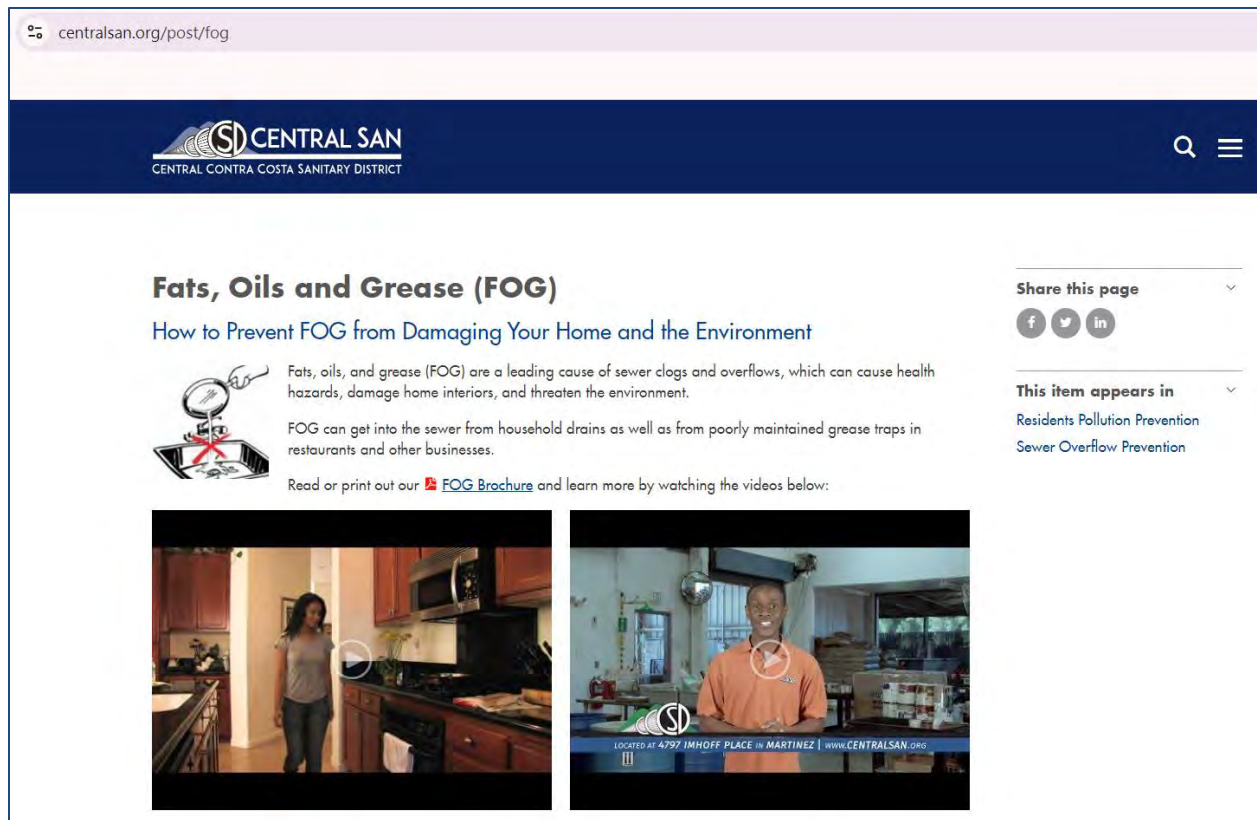 centralsan.org/post/fog
CSD CENTRAL SAN
CENTRAL CONTRA COSTA SANITARY DISTRICT
Fats, Oils and Grease (FOG)
How to Prevent FOG from Damaging Your Home and the Environment
Fats, oils, and grease (FOG) are a leading cause of sewer clogs and overflows, which can cause health
hazards, damage home interiors, and threaten the environment.
FOG can get into the sewer from household drains as well as from poorly maintained grease traps in
restaurants and other businesses.
Read or print out our FOG Brochure and learn more by watching the videos below:
CSD
LOCATED AT 4797 IMHOFF PLACE IN MARTINEZ | WWW.CENTRALSAN.ORG
Share this page
f
in
This item appears in
Residents Pollution Prevention
Sewer Overflow Prevention